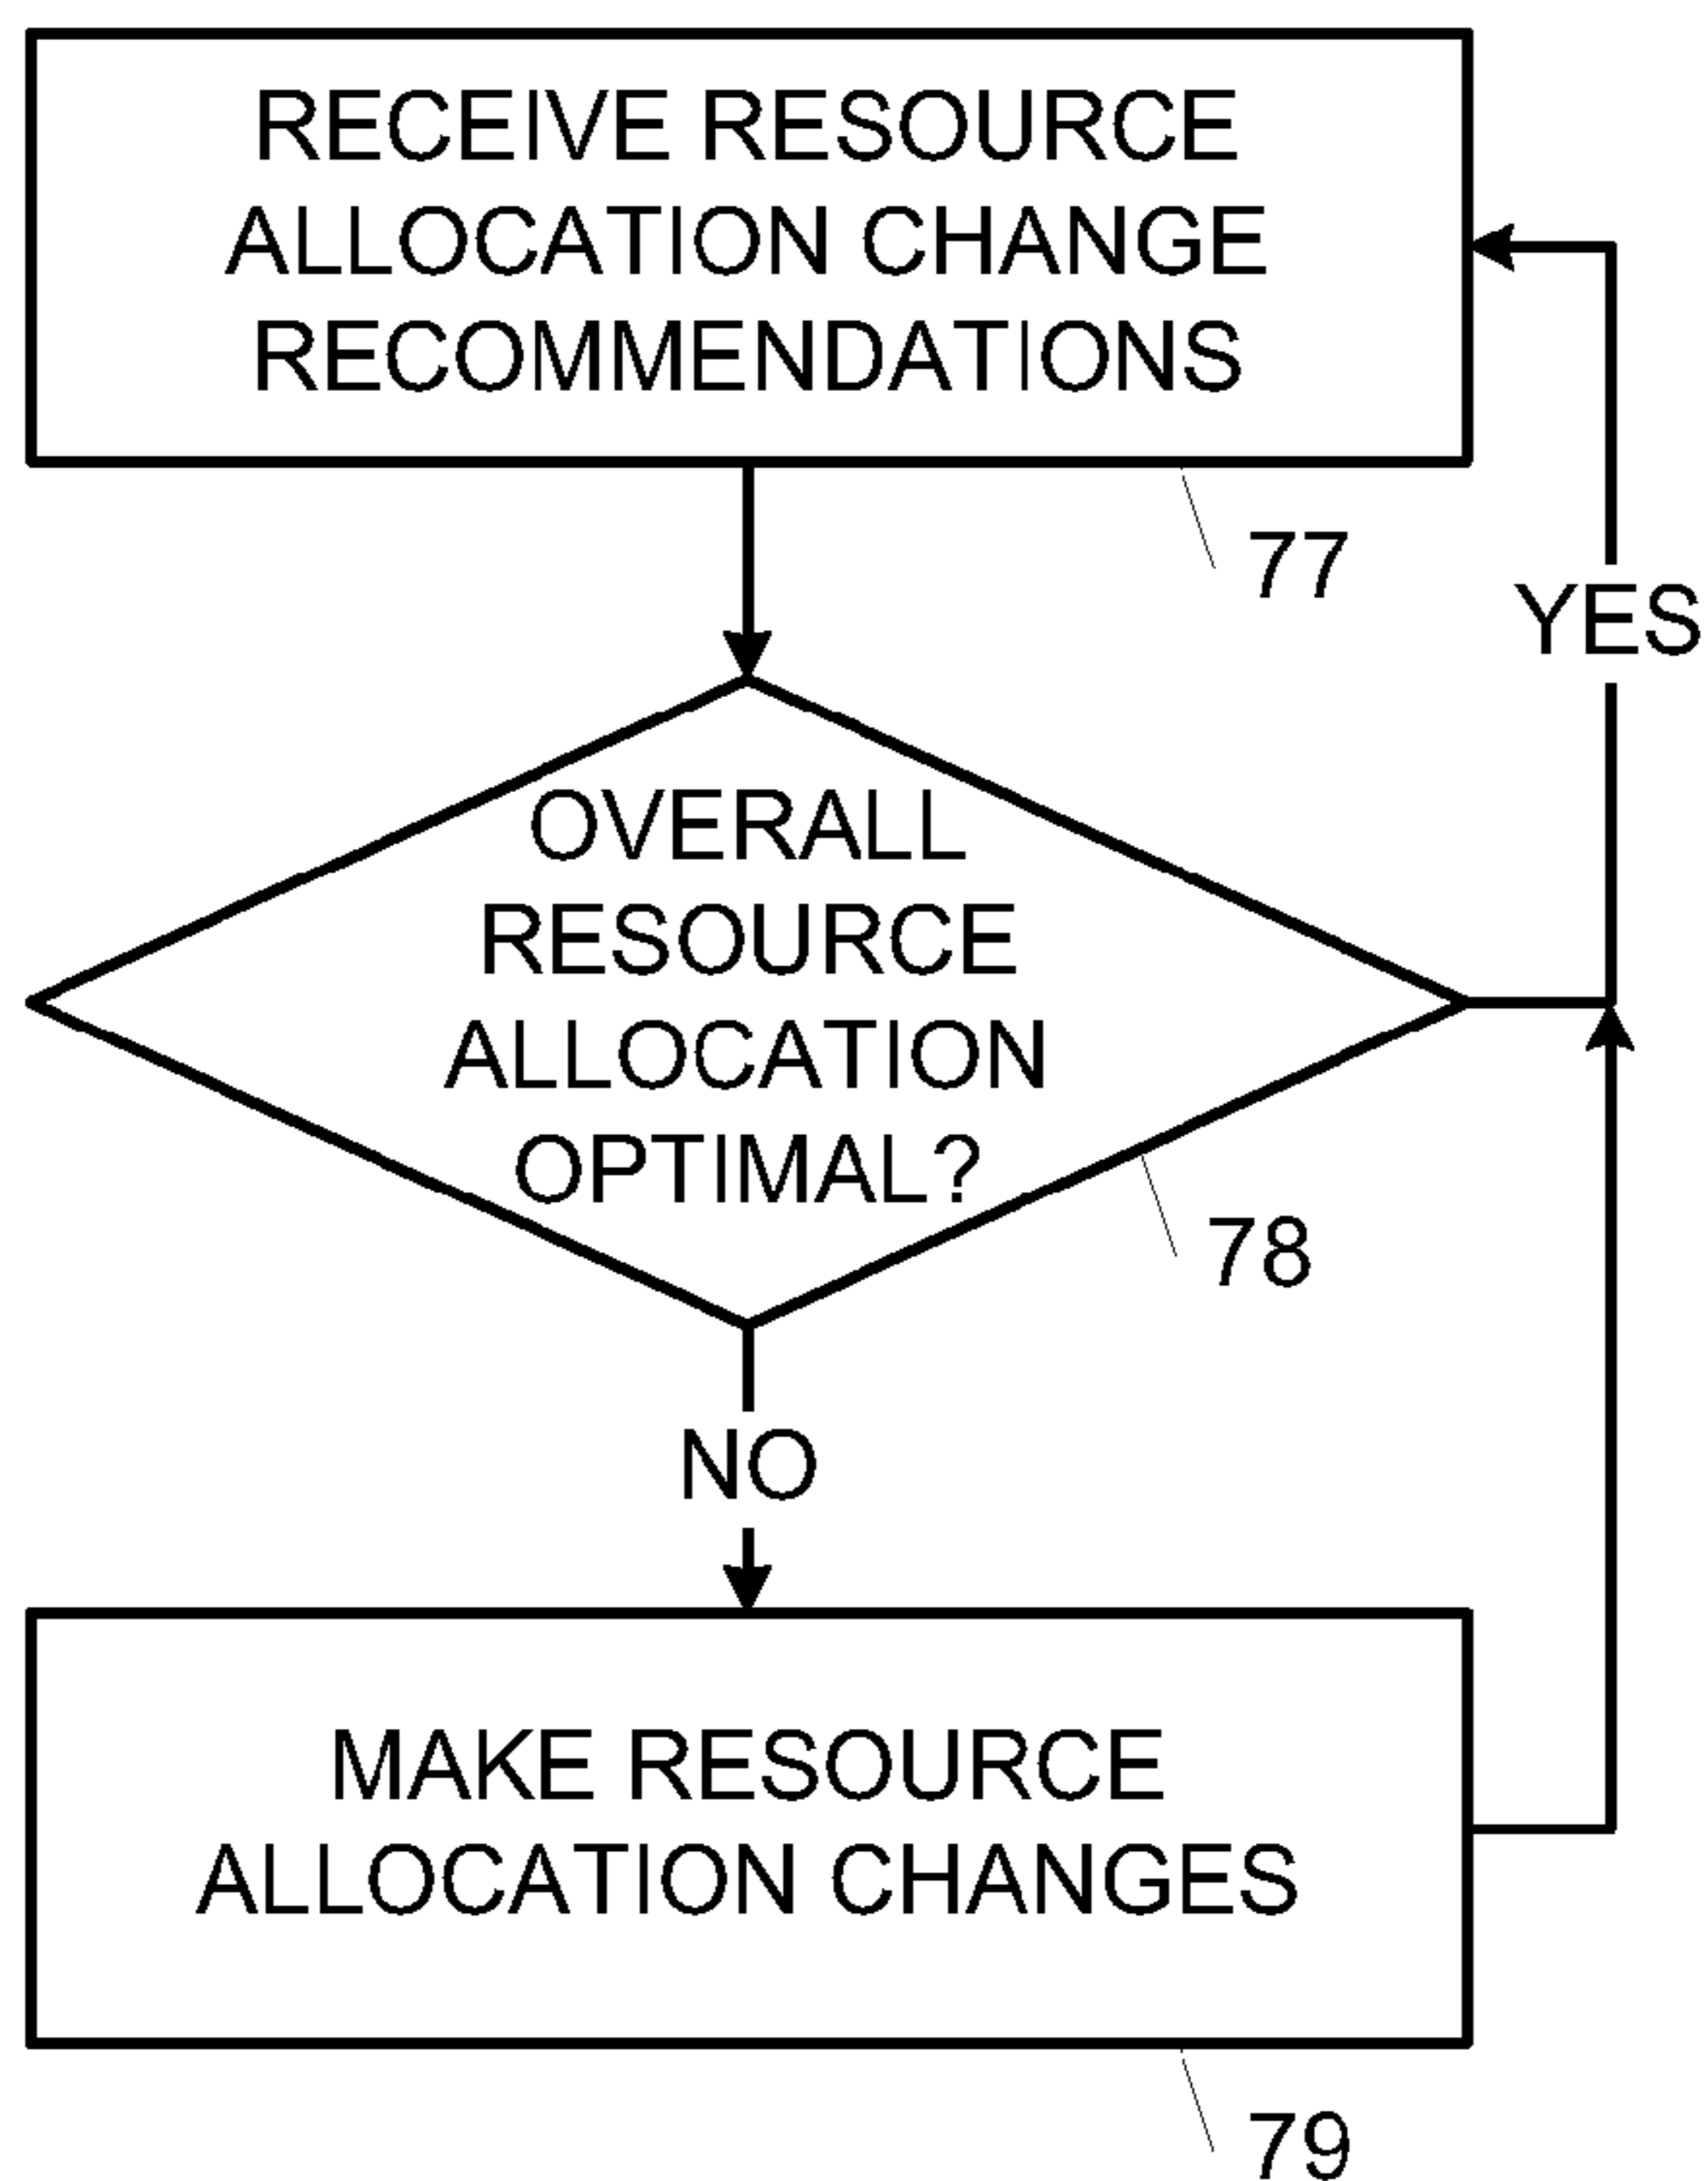 RECEIVE RESOURCE
ALLOCATION CHANGE
RECOMMENDATIONS
77
YES
OVERALL
RESOURCE
ALLOCATION
OPTIMAL?
78
NO
MAKE RESOURCE
ALLOCATION CHANGES
79